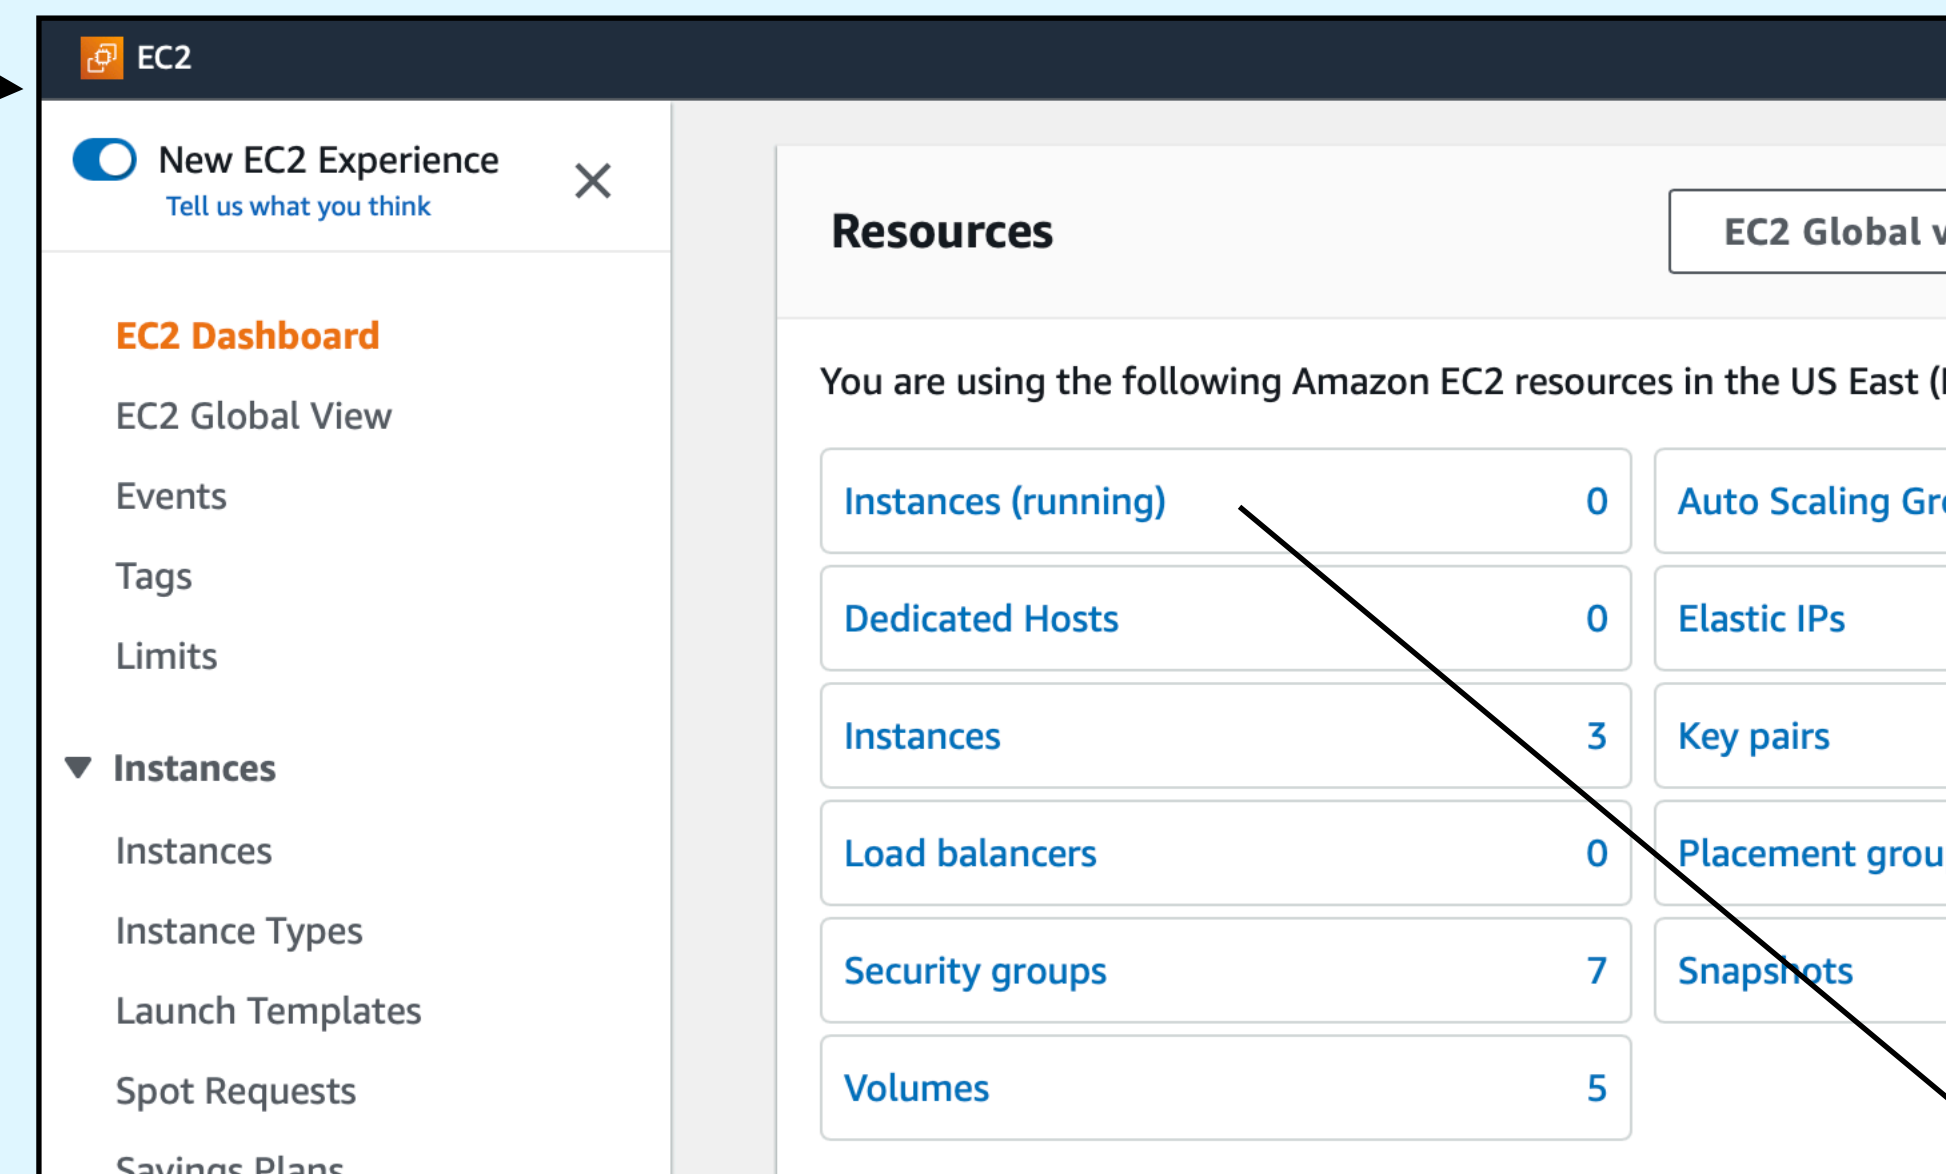 EC2
New EC2 Experience
Tell us what you think
EC2 Dashboard
EC2 Global View
Events
Tags
Limits
Instances
Instances
Instance Types
Launch Templates
Spot Requests
Savings Plans
Resources
EC2 Global
You are using the following Amazon EC2 resources in the US East
Instances (running) 0 Auto Scaling
Dedicated Hosts 0 Elastic IPs
Instances 3 Key pairs
Load balancers 0 Placement
Security groups 7 Snapshots
Volumes 5